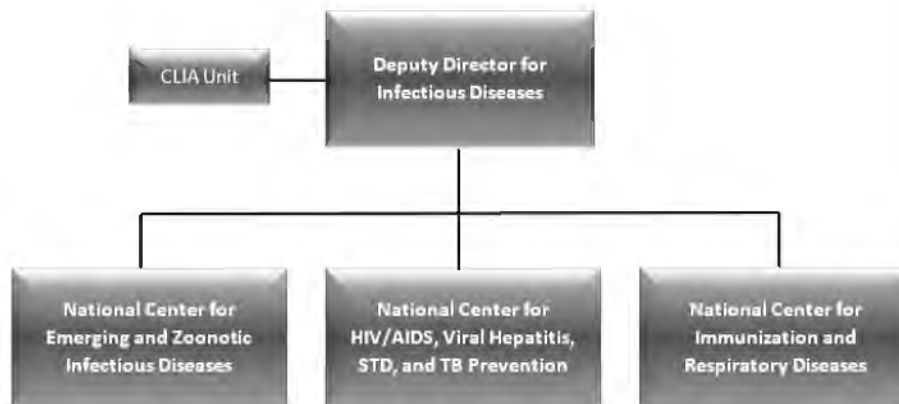 CLIA Unit
Deputy Director for
Infectious Diseases
National Center for
Emerging and Zoonotic
Infectious Diseases
National Center for
HIV/AIDS, Viral Hepatitis,
STD, and TB Prevention
National Center for
Immunization and
Respiratory Diseases